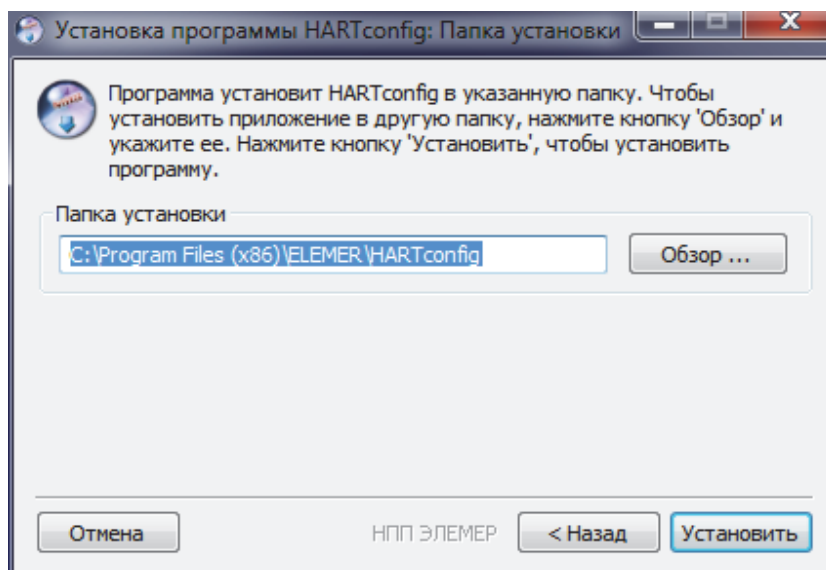 Установка программы HARTconfig: Папка установки
Программа установит HARTconfig в указанную папку. Чтобы
установить приложение в другую папку, нажмите кнопку 'Обзор' и
укажите ее. Нажмите кнопку 'Установить', чтобы установить
программу.
Папка установки
C:\Program Files (x86)\ELEMER\HARTconfig
Обзор ...
Отмена
НПП ЭЛЕМЕР
< Назад
Установить